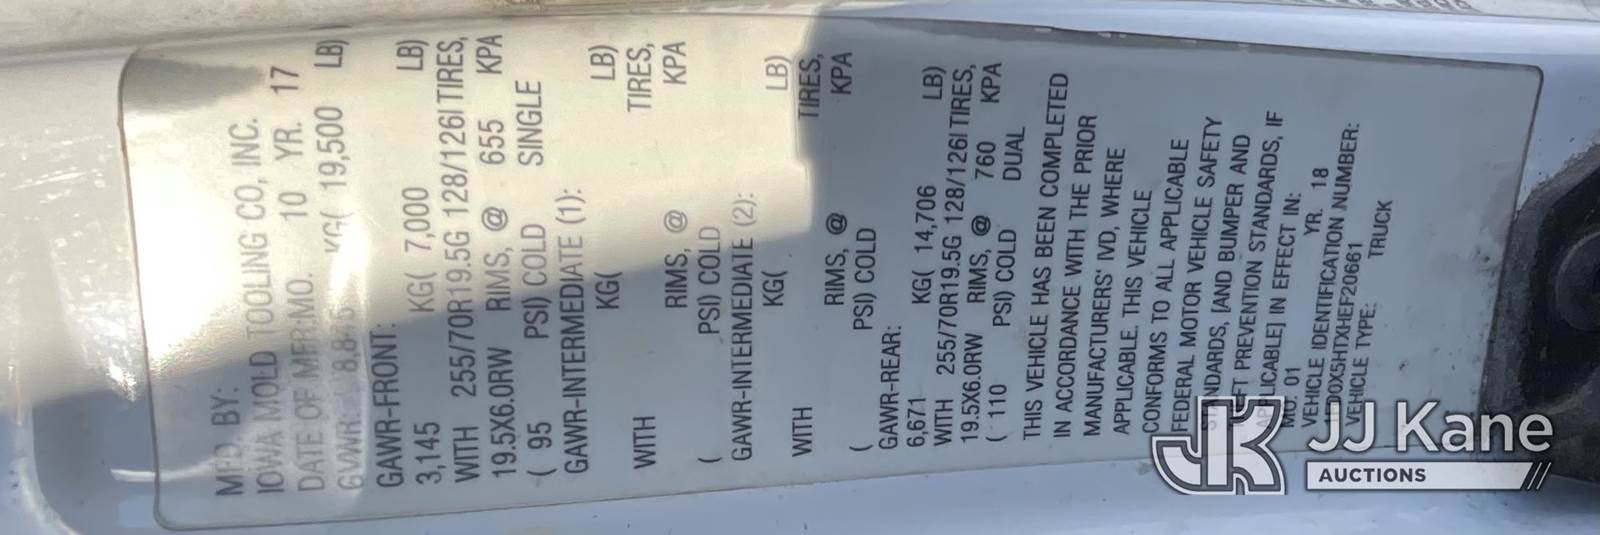 MFD. BY:
IOWA MOLD TOOLING CO, INC.
DATE OF MFR:MO. 10 YR. 17
GVWR: KG( 19,500 LB)
GAWR-FRONT:
3,145 KG( 7,000 LB)
WITH 255/70R19.5G 128/126I TIRES,
19.5X6.0RW RIMS, @ 655 KPA
( 95 PSI) COLD SINGLE
GAWR-INTERMEDIATE (1):
KG( LB)
WITH TIRES,
RIMS, @ KPA
( PSI) COLD
GAWR-INTERMEDIATE (2):
KG( LB)
WITH TIRES,
RIMS, @ KPA
( PSI) COLD
GAWR-REAR:
6,671 KG( 14,706 LB)
WITH 255/70R19.5G 128/126I TIRES,
19.5X6.0RW RIMS, @ 760 KPA
( 110 PSI) COLD DUAL
THIS VEHICLE HAS BEEN COMPLETED
IN ACCORDANCE WITH THE PRIOR
MANUFACTURERS' IVD, WHERE
APPLICABLE. THIS VEHICLE
CONFORMS TO ALL APPLICABLE
FEDERAL MOTOR VEHICLE SAFETY
STANDARDS, [AND BUMPER AND
THEFT PREVENTION STANDARDS, IF
APPLICABLE] IN EFFECT IN:
MO. 01 YR. 18
VEHICLE IDENTIFICATION NUMBER:
1FD0X5HTXHEF20661
VEHICLE TYPE: TRUCK
JJ Kane
AUCTIONS